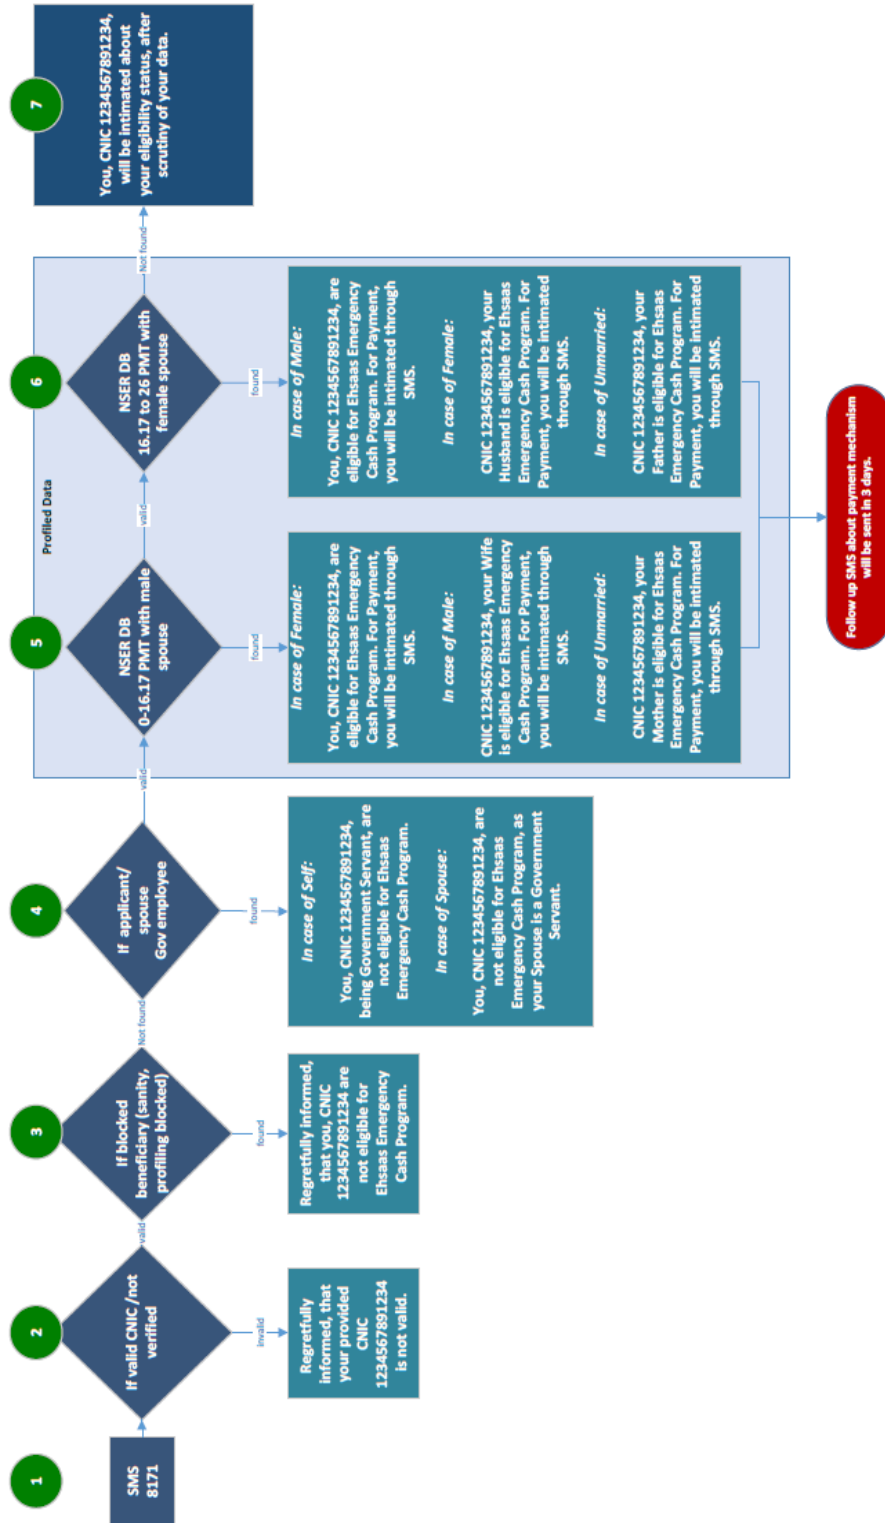 1
SMS
8171
2
If valid CNIC /not
verified
invalid
Regretfully
informed, that
your provided
CNIC
1234567891234
is not valid.
valid
3
If blocked
beneficiary (sanity,
profiling blocked)
found
Regretfully informed,
that you, CNIC
1234567891234 are
not eligible for
Ehsaas Emergency
Cash Program.
Not found
4
If applicant/
spouse
Gov employee
found
In case of Self:
You, CNIC 1234567891234,
being Government Servant, are
not eligible for Ehsaas
Emergency Cash Program.
In case of Spouse:
You, CNIC 1234567891234, are
not eligible for Ehsaas
Emergency Cash Program, as
your Spouse is a Government
Servant.
valid
Profiled Data
5
NSER DB
0-16.17 PMT with male
spouse
found
In case of Female:
You, CNIC 1234567891234, are
eligible for Ehsaas Emergency
Cash Program. For Payment,
you will be intimated through
SMS.
In case of Male:
CNIC 1234567891234, your Wife
is eligible for Ehsaas Emergency
Cash Program. For Payment,
you will be intimated through
SMS.
In case of Unmarried:
CNIC 1234567891234, your
Mother is eligible for Ehsaas
Emergency Cash Program. For
Payment, you will be intimated
through SMS.
valid
6
NSER DB
16.17 to 26 PMT with
female spouse
found
In case of Male:
You, CNIC 1234567891234, are
eligible for Ehsaas Emergency
Cash Program. For Payment,
you will be intimated through
SMS.
In case of Female:
CNIC 1234567891234, your
Husband is eligible for Ehsaas
Emergency Cash Program. For
Payment, you will be intimated
through SMS.
In case of Unmarried:
CNIC 1234567891234, your
Father is eligible for Ehsaas
Emergency Cash Program. For
Payment, you will be intimated
through SMS.
Not found
7
You, CNIC 1234567891234,
will be intimated about
your eligibility status, after
scrutiny of your data.
Follow up SMS about payment mechanism
will be sent in 3 days.